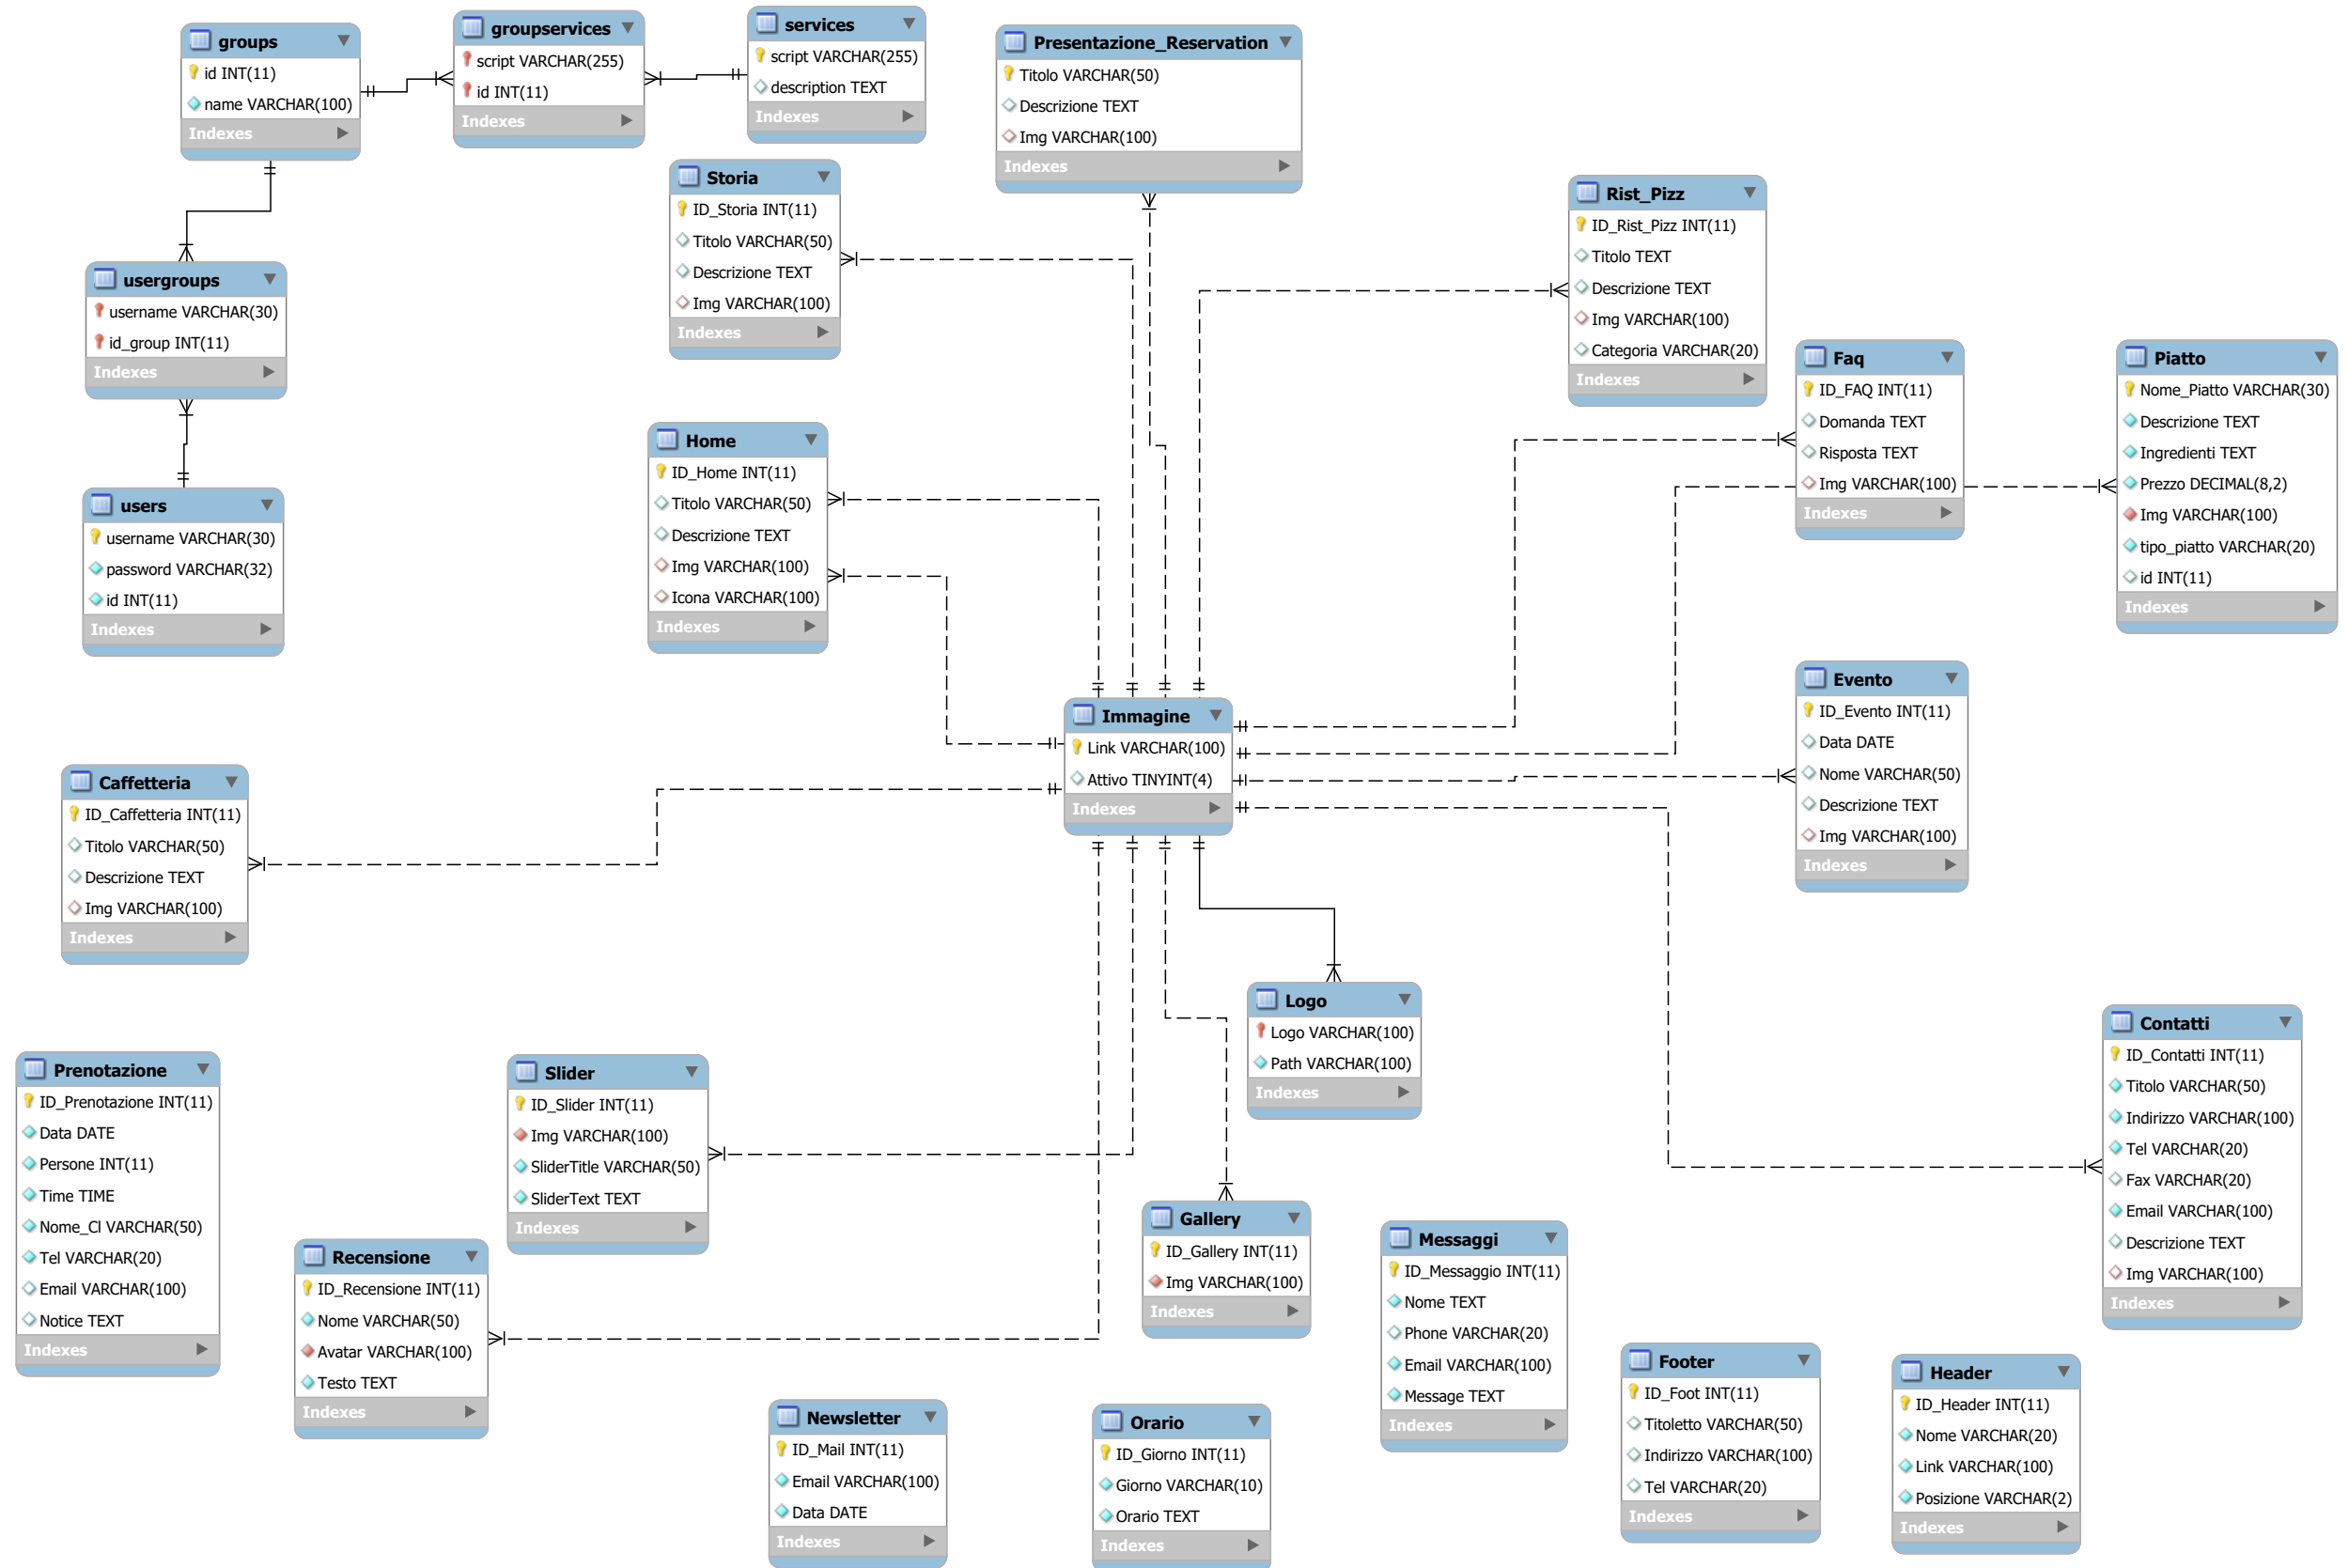 groups
id INT(11)
name VARCHAR(100)
Indexes
groupservices
script VARCHAR(255)
id INT(11)
Indexes
services
script VARCHAR(255)
description TEXT
Indexes
Presentazione_Reservation
Titolo VARCHAR(50)
Descrizione TEXT
Img VARCHAR(100)
Indexes
Storia
ID_Storia INT(11)
Titolo VARCHAR(50)
Descrizione TEXT
Img VARCHAR(100)
Indexes
Rist_Pizz
ID_Rist_Pizz INT(11)
Titolo TEXT
Descrizione TEXT
Img VARCHAR(100)
Categoria VARCHAR(20)
Indexes
usergroups
username VARCHAR(30)
id_group INT(11)
Indexes
Faq
ID_FAQ INT(11)
Domanda TEXT
Risposta TEXT
Img VARCHAR(100)
Indexes
Piatto
Nome_Piatto VARCHAR(30)
Descrizione TEXT
Ingredienti TEXT
Prezzo DECIMAL(8,2)
Img VARCHAR(100)
tipo_piatto VARCHAR(20)
id INT(11)
Indexes
Home
ID_Home INT(11)
Titolo VARCHAR(50)
Descrizione TEXT
Img VARCHAR(100)
Icona VARCHAR(100)
Indexes
users
username VARCHAR(30)
password VARCHAR(32)
id INT(11)
Indexes
Evento
ID_Evento INT(11)
Data DATE
Nome VARCHAR(50)
Descrizione TEXT
Img VARCHAR(100)
Indexes
Immagine
Link VARCHAR(100)
Attivo TINYINT(4)
Indexes
Caffetteria
ID_Caffetteria INT(11)
Titolo VARCHAR(50)
Descrizione TEXT
Img VARCHAR(100)
Indexes
Logo
Logo VARCHAR(100)
Path VARCHAR(100)
Indexes
Contatti
ID_Contatti INT(11)
Titolo VARCHAR(50)
Indirizzo VARCHAR(100)
Tel VARCHAR(20)
Fax VARCHAR(20)
Email VARCHAR(100)
Descrizione TEXT
Img VARCHAR(100)
Indexes
Prenotazione
ID_Prenotazione INT(11)
Data DATE
Persone INT(11)
Time TIME
Nome_Cl VARCHAR(50)
Tel VARCHAR(20)
Email VARCHAR(100)
Notice TEXT
Indexes
Slider
ID_Slider INT(11)
Img VARCHAR(100)
SliderTitle VARCHAR(50)
SliderText TEXT
Indexes
Gallery
ID_Gallery INT(11)
Img VARCHAR(100)
Indexes
Messaggi
ID_Messaggio INT(11)
Nome TEXT
Phone VARCHAR(20)
Email VARCHAR(100)
Message TEXT
Indexes
Recensione
ID_Recensione INT(11)
Nome VARCHAR(50)
Avatar VARCHAR(100)
Testo TEXT
Indexes
Footer
ID_Foot INT(11)
Titoletto VARCHAR(50)
Indirizzo VARCHAR(100)
Tel VARCHAR(20)
Indexes
Header
ID_Header INT(11)
Nome VARCHAR(20)
Link VARCHAR(100)
Posizione VARCHAR(2)
Indexes
Newsletter
ID_Mail INT(11)
Email VARCHAR(100)
Data DATE
Indexes
Orario
ID_Giorno INT(11)
Giorno VARCHAR(10)
Orario TEXT
Indexes